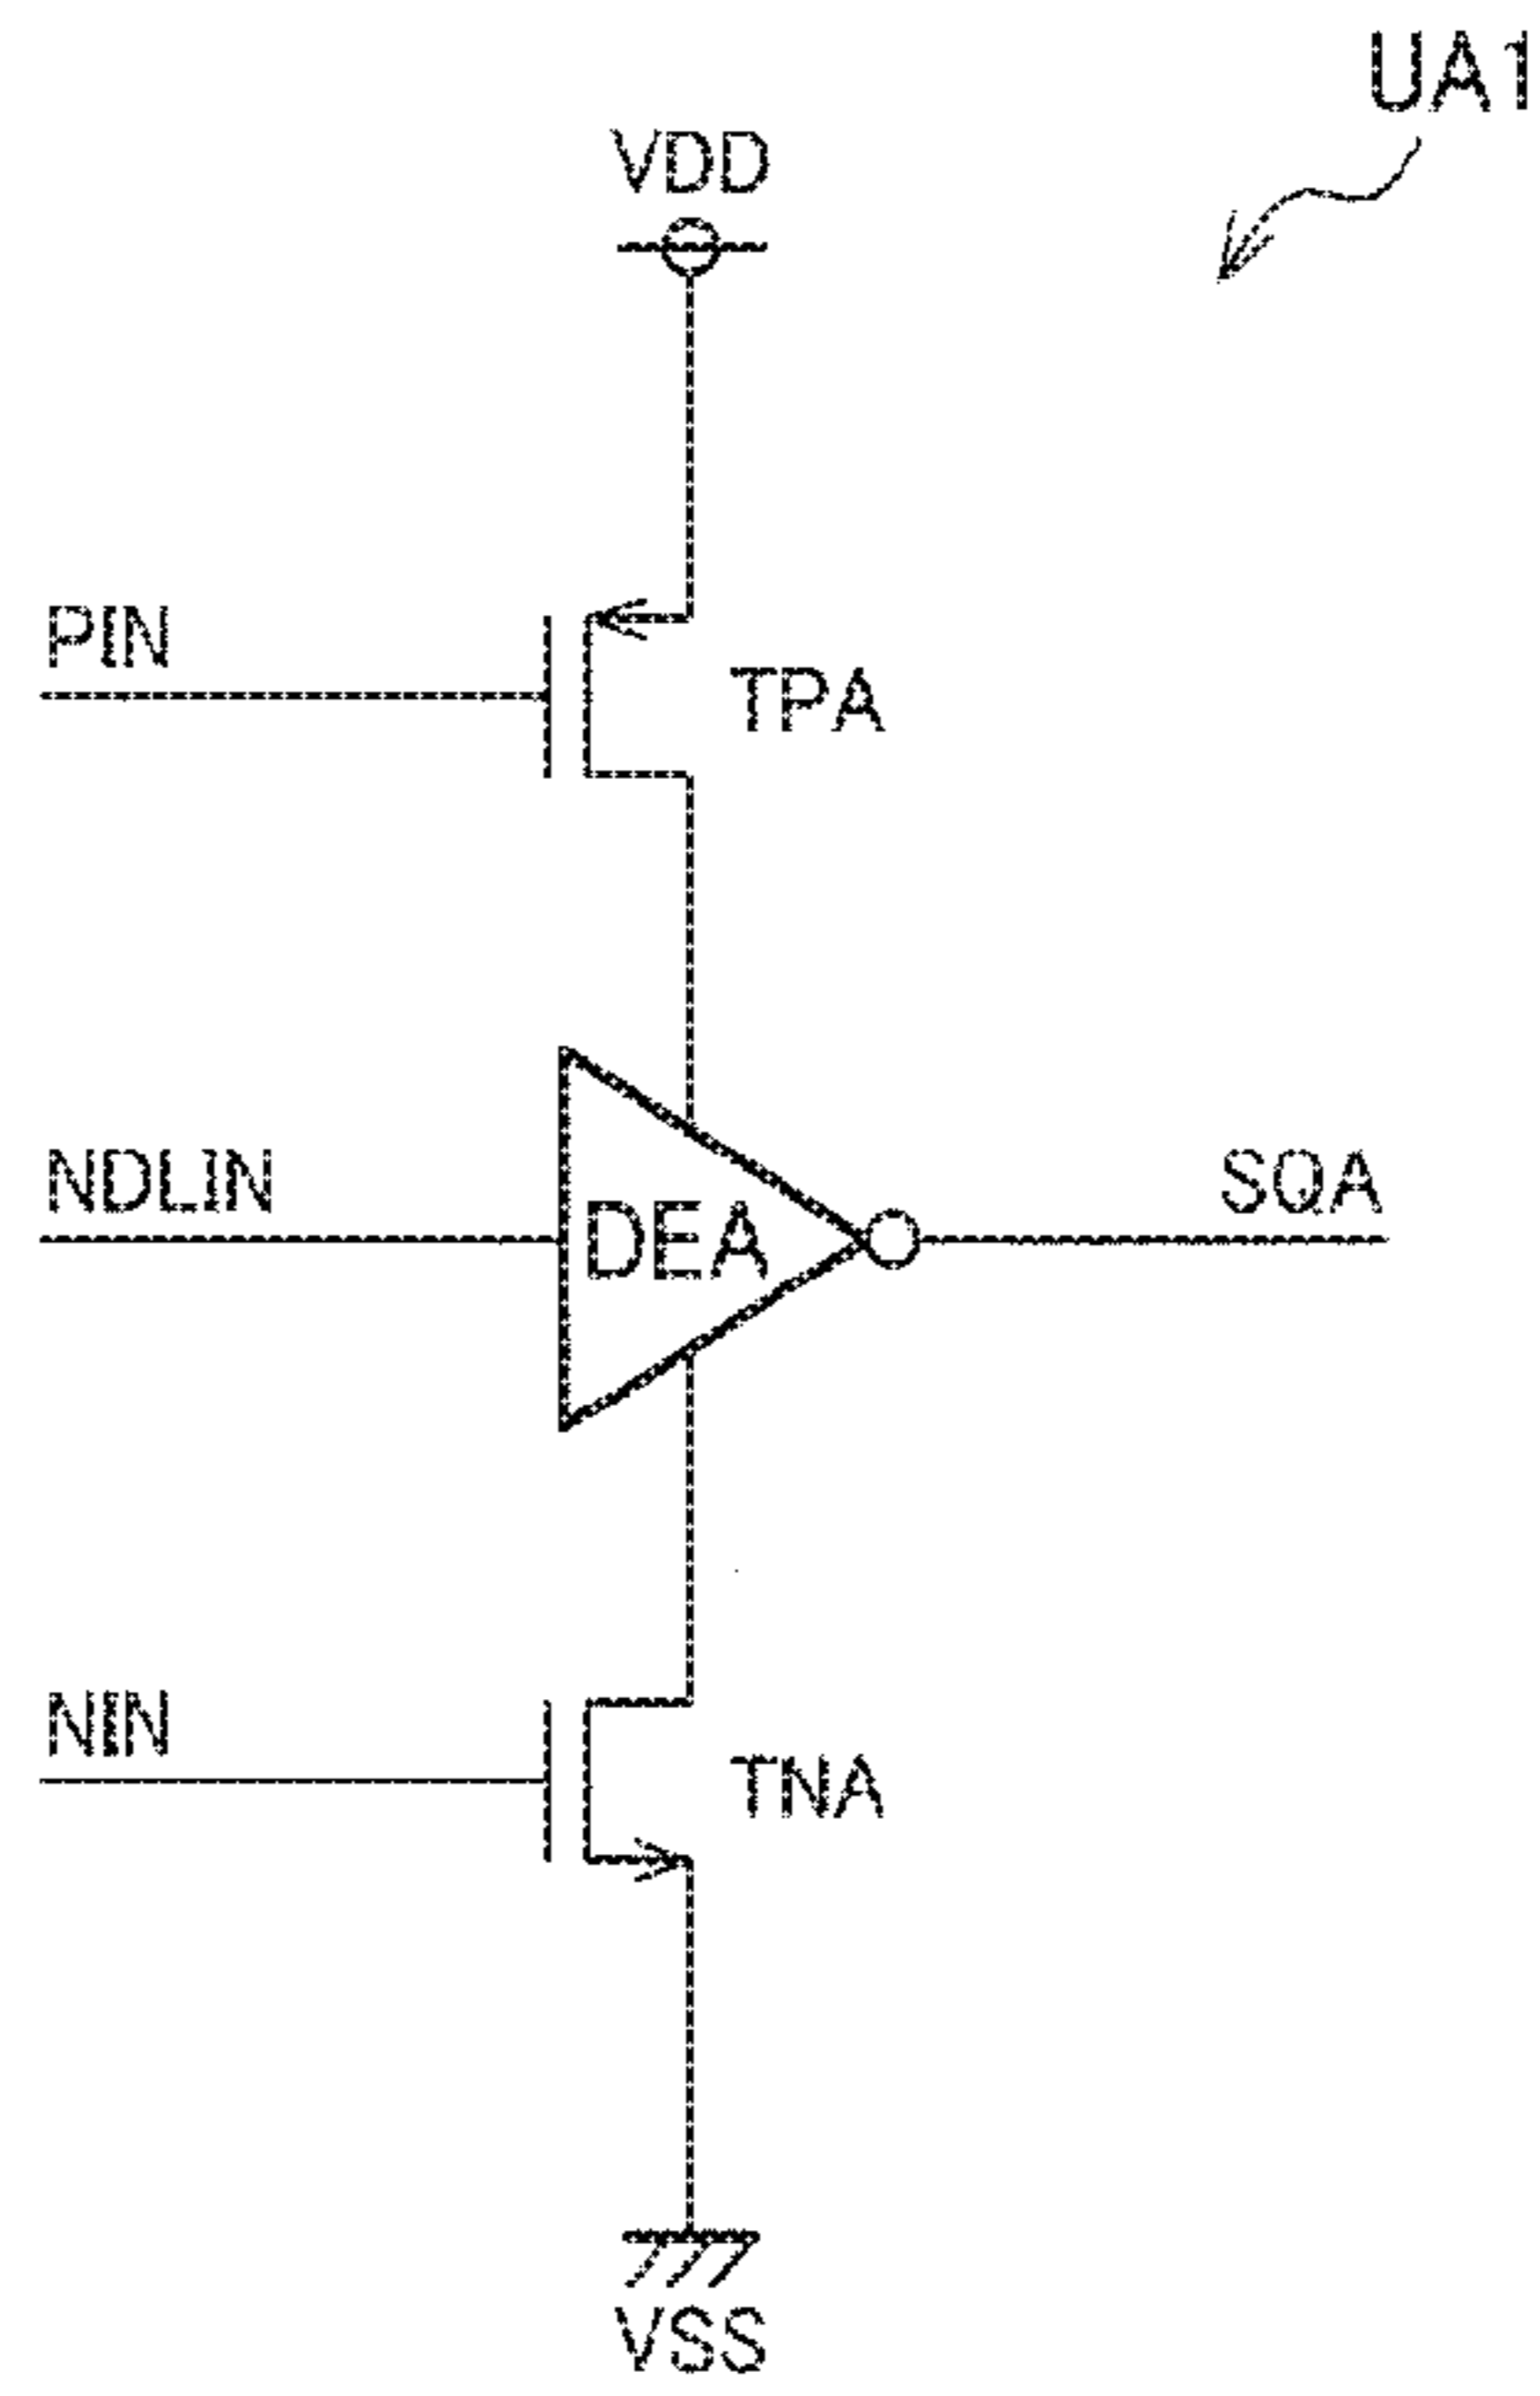 UA1
VDD
PIN
TPA
NDLIN
DEA
SQA
NIN
TNA
VSS